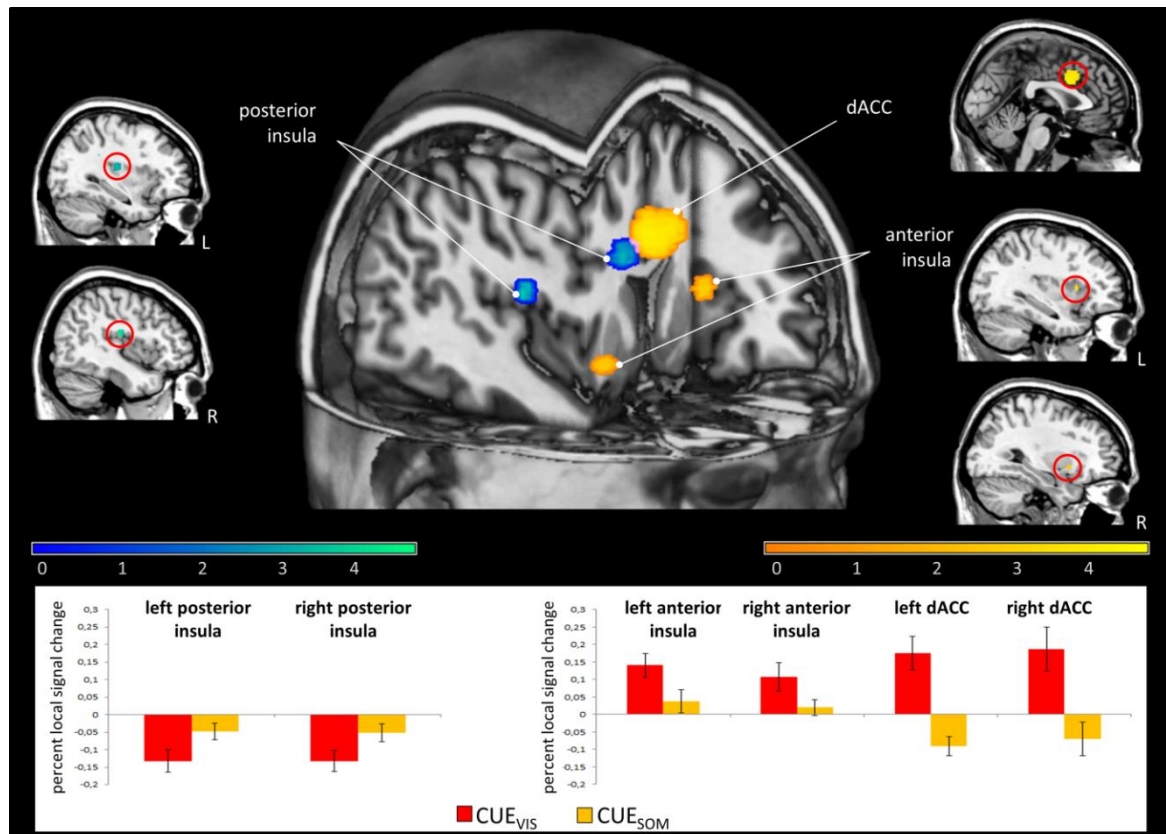 posterior
insula
dACC
anterior
insula
L
R
L
R
0 1 2 3 4
0 1 2 3 4
percent local signal change
0,3
0,25
0,2
0,15
0,1
0,05
0
-0,05
-0,1
-0,15
-0,2
left posterior
insula
right posterior
insula
percent local signal change
0,3
0,25
0,2
0,15
0,1
0,05
0
-0,05
-0,1
-0,15
-0,2
left anterior
insula
right anterior
insula
left dACC
right dACC
CUEVIS
CUESOM